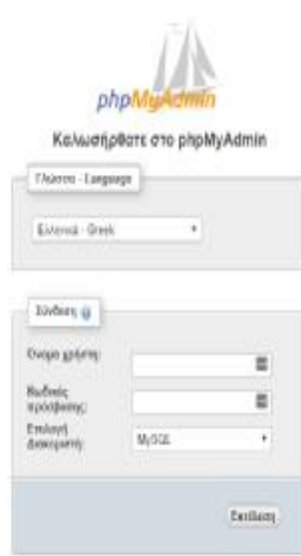 phpMyAdmin
Καλωσήρθατε στο phpMyAdmin
Γλώσσα - Language
Ελληνικά - Greek
Σύνδεση
Όνομα χρήστη:
Κωδικός
πρόσβασης:
Επιλογή
Διακομιστή:
MySQL
Εκτέλεση